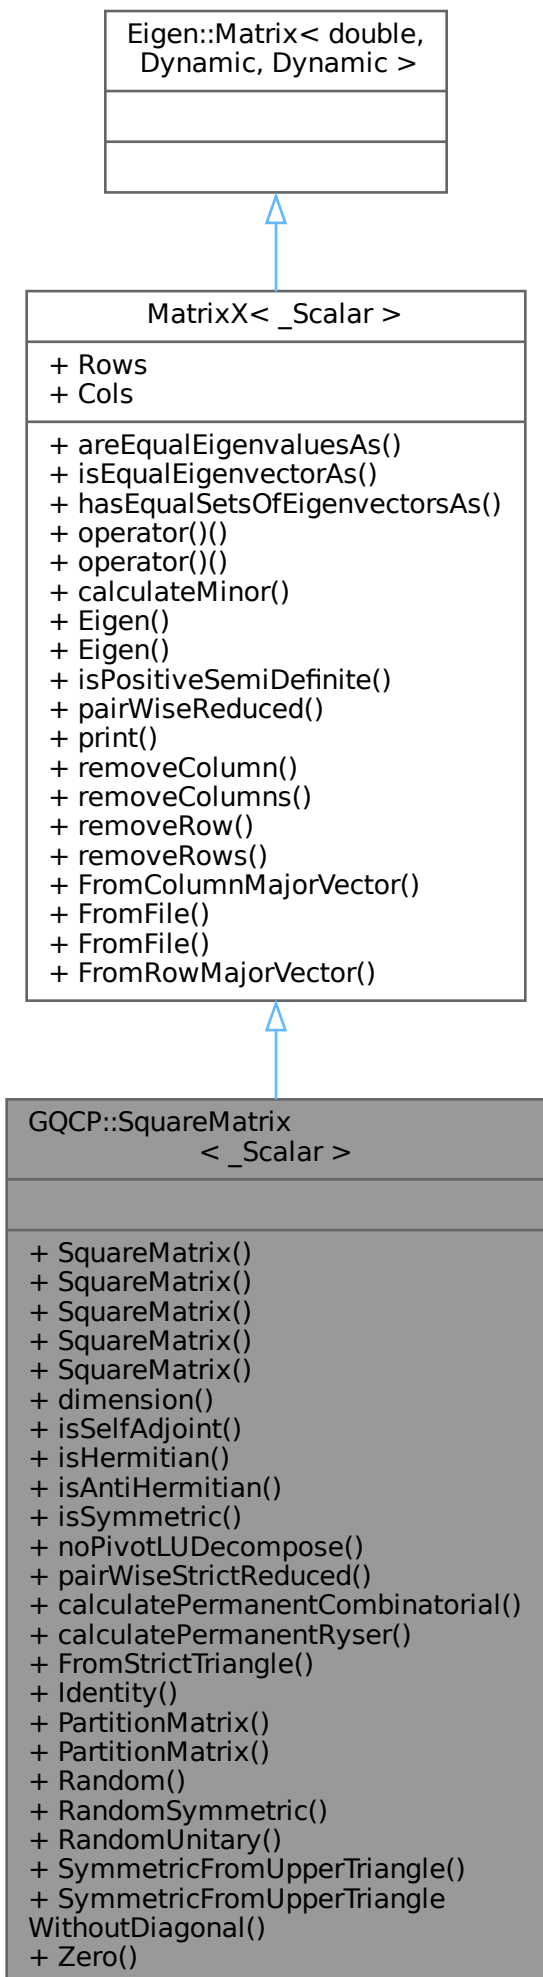 Eigen::Matrix< double,
Dynamic, Dynamic >
MatrixX< _Scalar >
+ Rows
+ Cols
+ areEqualEigenvaluesAs()
+ isEqualEigenvectorAs()
+ hasEqualSetsOfEigenvectorsAs()
+ operator()()
+ operator()()
+ calculateMinor()
+ Eigen()
+ Eigen()
+ isPositiveSemiDefinite()
+ pairWiseReduced()
+ print()
+ removeColumn()
+ removeColumns()
+ removeRow()
+ removeRows()
+ FromColumnMajorVector()
+ FromFile()
+ FromFile()
+ FromRowMajorVector()
GQCP::SquareMatrix
< _Scalar >
+ SquareMatrix()
+ SquareMatrix()
+ SquareMatrix()
+ SquareMatrix()
+ SquareMatrix()
+ dimension()
+ isSelfAdjoint()
+ isHermitian()
+ isAntiHermitian()
+ isSymmetric()
+ noPivotLUDecompose()
+ pairWiseStrictReduced()
+ calculatePermanentCombinatorial()
+ calculatePermanentRyser()
+ FromStrictTriangle()
+ Identity()
+ PartitionMatrix()
+ PartitionMatrix()
+ Random()
+ RandomSymmetric()
+ RandomUnitary()
+ SymmetricFromUpperTriangle()
+ SymmetricFromUpperTriangle
WithoutDiagonal()
+ Zero()